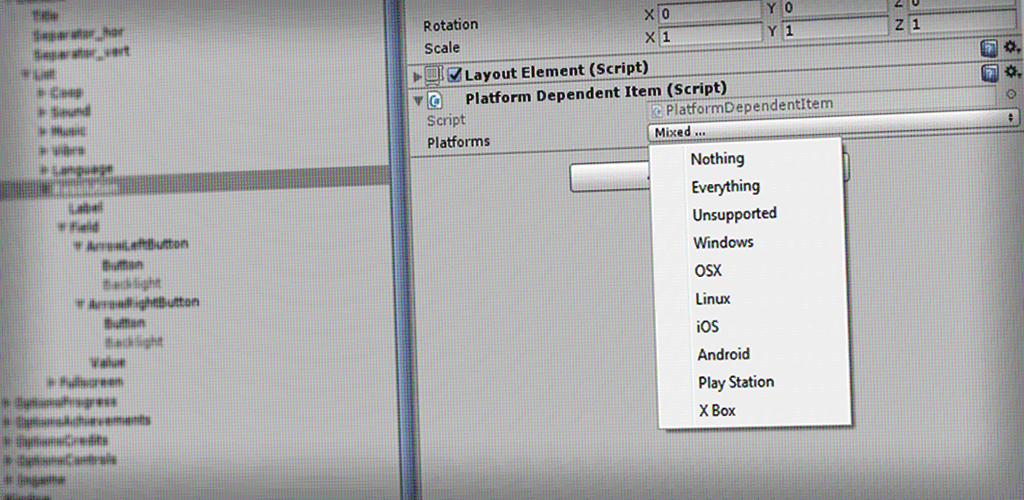 Title
Separator_hor
Separator_vert
List
Coop
Sound
Music
Vibro
Language
Label
Field
ArrowLeftButton
Button
Backlight
ArrowRightButton
Button
Backlight
Value
Fullscreen
OptionsProgress
OptionsAchievements
OptionsCredits
OptionsControls
Ingame
Window
Rotation X 0 Y 0 Z 0
Scale X 1 Y 1 Z 1
Layout Element (Script)
Platform Dependent Item (Script)
Script PlatformDependentItem
Platforms Mixed ...
Nothing
Everything
Unsupported
Windows
OSX
Linux
iOS
Android
Play Station
X Box